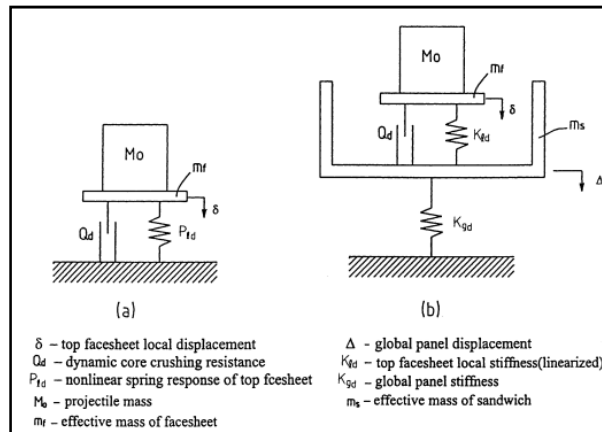 Mo
mf
δ
Qd
Pfd
(a)
Mo
mf
δ
Qd
Kℓd
ms
Δ
Kgd
(b)
δ – top facesheet local displacement
Qd – dynamic core crushing resistance
Pfd – nonlinear spring response of top fcesheet
Mo – projectile mass
mf – effective mass of facesheet
Δ - global panel displacement
Kℓd – top facesheet local stiffness(linearized)
Kgd – global panel stiffness
ms – effective mass of sandwich